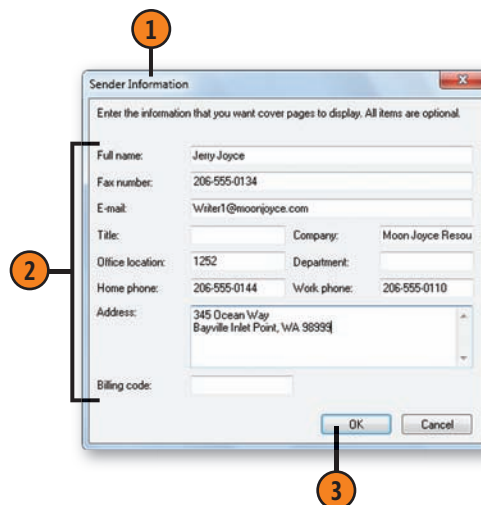 1
Sender Information
Enter the information that you want cover pages to display. All items are optional.
2
Full name: Jerry Joyce
Fax number: 206-555-0134
E-mail: Writer1@moonjoyce.com
Title: Company: Moon Joyce Resou
Office location: 1252 Department:
Home phone: 206-555-0144 Work phone: 206-555-0110
Address: 345 Ocean Way
Bayville Inlet Point, WA 98999
Billing code:
OK Cancel
3